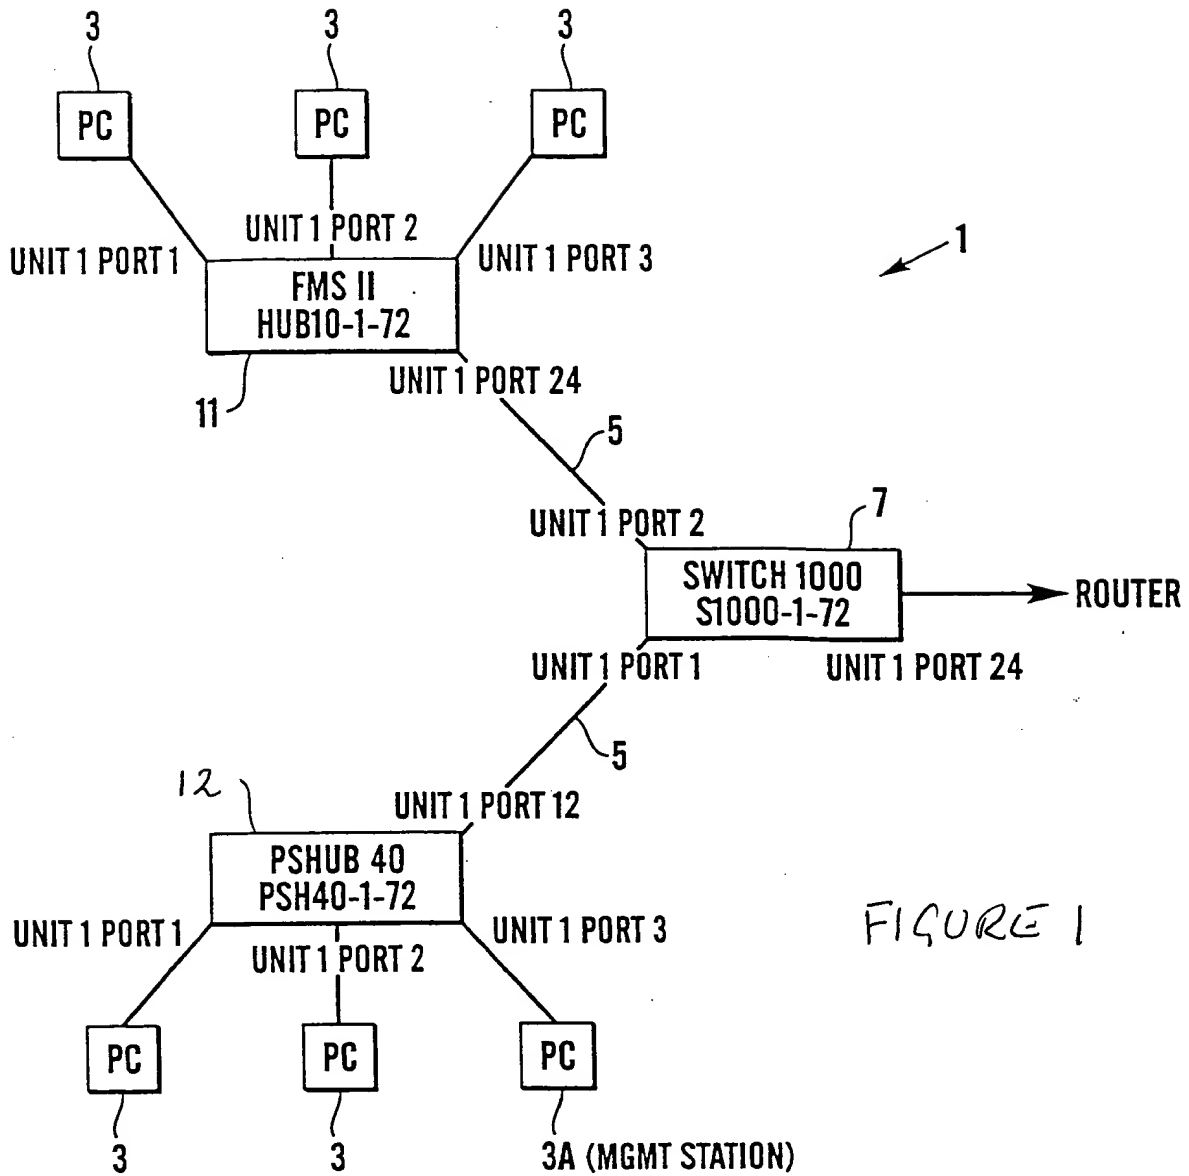 3 3 3
PC PC PC
UNIT 1 PORT 2
UNIT 1 PORT 1
UNIT 1 PORT 3
1
FMS II
HUB10-1-72
UNIT 1 PORT 24
11
5
UNIT 1 PORT 2
7
SWITCH 1000
S1000-1-72
ROUTER
UNIT 1 PORT 1
UNIT 1 PORT 24
5
12
UNIT 1 PORT 12
PSHUB 40
PSH40-1-72
UNIT 1 PORT 1
UNIT 1 PORT 2
UNIT 1 PORT 3
FIGURE 1
PC PC PC
3 3 3A (MGMT STATION)